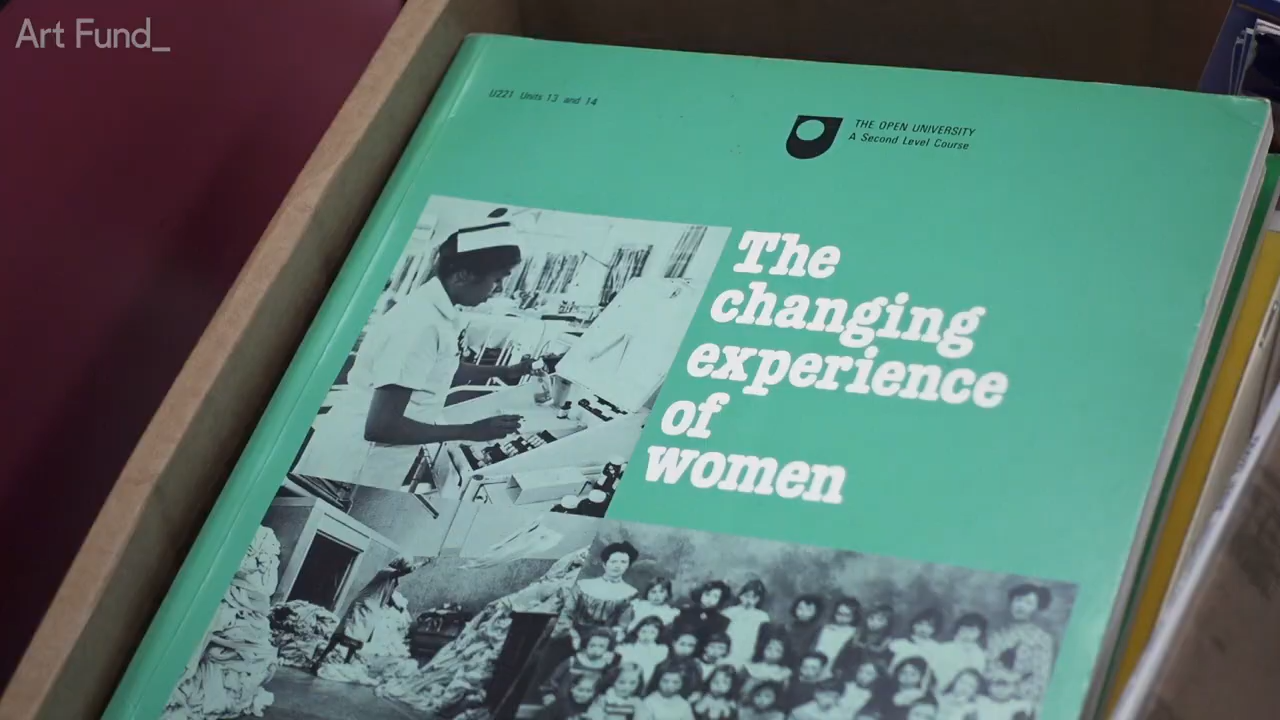 Art Fund_
U221 Units 13 and 14
THE OPEN UNIVERSITY
A Second Level Course
The
changing
experience
of
women